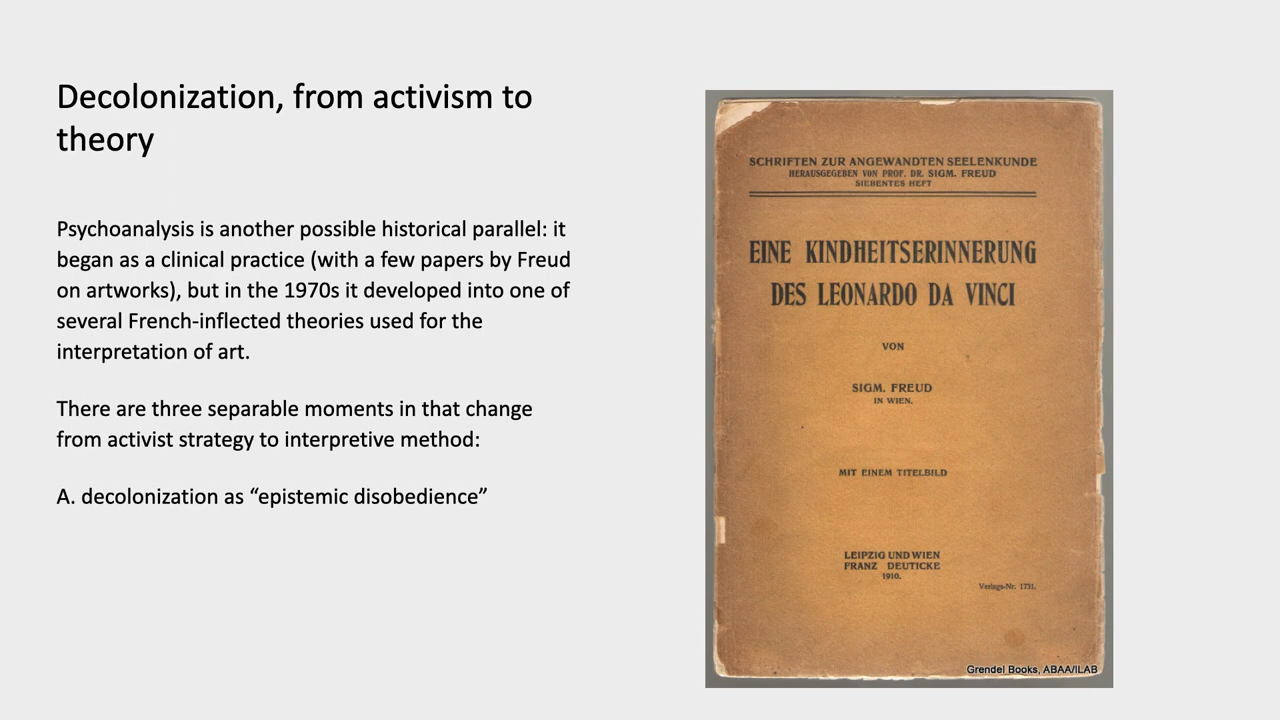 Decolonization, from activism to
theory
Psychoanalysis is another possible historical parallel: it
began as a clinical practice (with a few papers by Freud
on artworks), but in the 1970s it developed into one of
several French-inflected theories used for the
interpretation of art.
There are three separable moments in that change
from activist strategy to interpretive method:
A. decolonization as “epistemic disobedience”
SCHRIFTEN ZUR ANGEWANDTEN SEELENKUNDE
HERAUSGEGEBEN VON PROF. DR. SIGM. FREUD
SIEBENTES HEFT
EINE KINDHEITSERINNERUNG
DES LEONARDO DA VINCI
VON
SIGM. FREUD
IN WIEN.
MIT EINEM TITELBILD
LEIPZIG UND WIEN
FRANZ DEUTICKE
1910.
Verlags-Nr. 1731.
Grendel Books, ABAA/ILAB